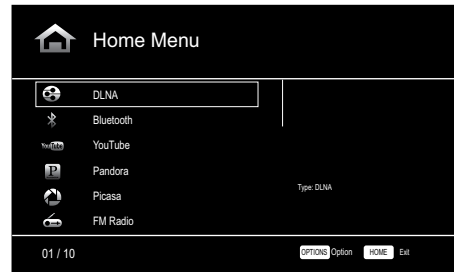 Home Menu
DLNA
Bluetooth
YouTube
YouTube
P
Pandora
Picasa
FM Radio
Type: DLNA
01 / 10
OPTIONS Option HOME Exit